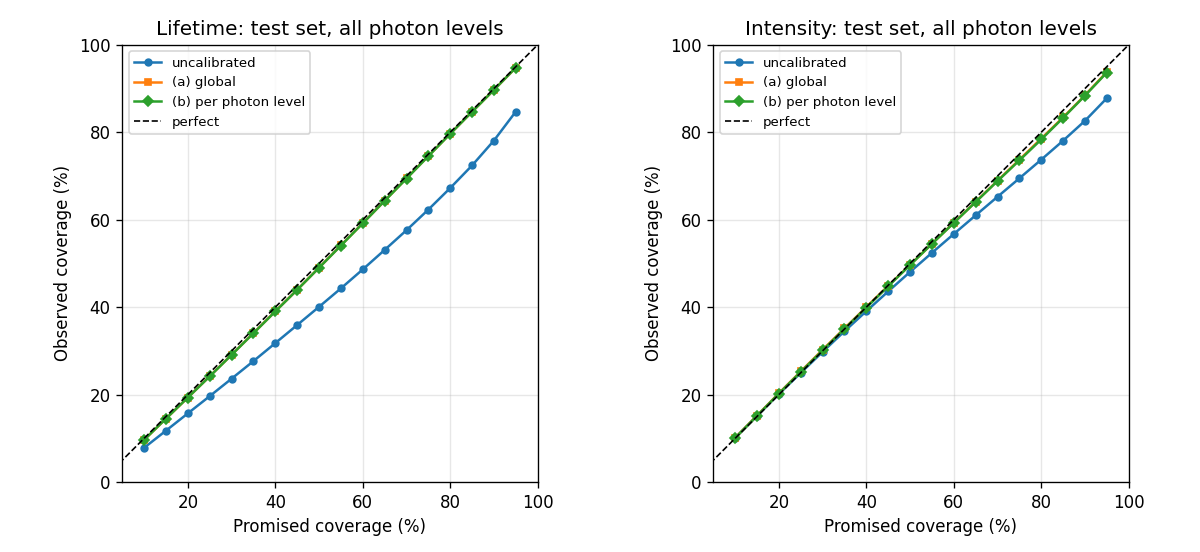 Lifetime: test set, all photon levels
uncalibrated
(a) global
(b) per photon level
perfect
Observed coverage (%)
100
80
60
40
20
0
20 40 60 80 100
Promised coverage (%)
Intensity: test set, all photon levels
uncalibrated
(a) global
(b) per photon level
perfect
Observed coverage (%)
100
80
60
40
20
0
20 40 60 80 100
Promised coverage (%)